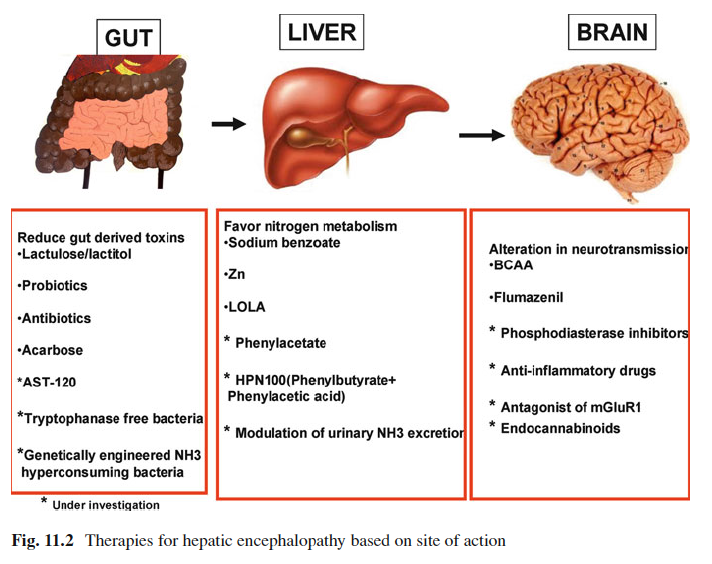 GUT
LIVER
BRAIN
Reduce gut derived toxins
•Lactulose/lactitol
•Probiotics
•Antibiotics
•Acarbose
*AST-120
*Tryptophanase free bacteria
*Genetically engineered NH3
hyperconsuming bacteria
Favor nitrogen metabolism
•Sodium benzoate
•Zn
•LOLA
* Phenylacetate
* HPN100(Phenylbutyrate+
Phenylacetic acid)
* Modulation of urinary NH3 excretion
Alteration in neurotransmission
•BCAA
•Flumazenil
* Phosphodiasterase inhibitors
* Anti-inflammatory drugs
* Antagonist of mGluR1
* Endocannabinoids
* Under investigation
Fig. 11.2 Therapies for hepatic encephalopathy based on site of action